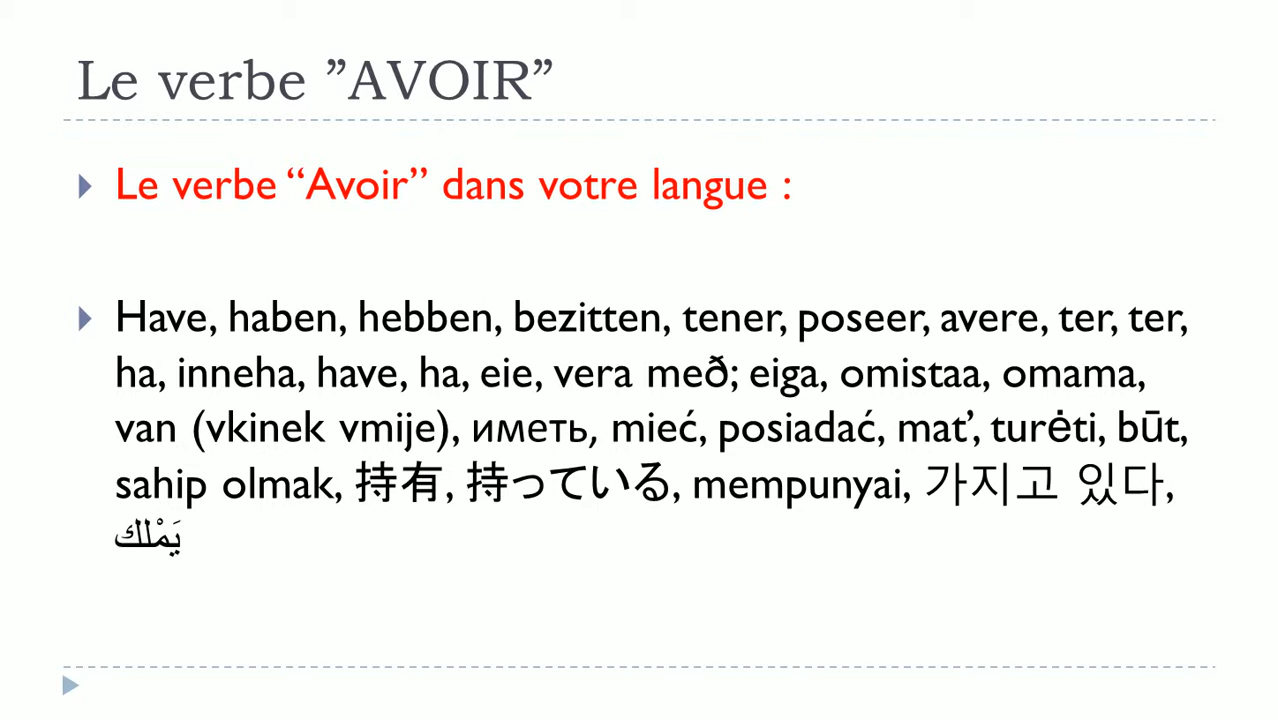 Le verbe ”AVOIR”
Le verbe “Avoir” dans votre langue :
Have, haben, hebben, bezitten, tener, poseer, avere, ter, ter,
ha, inneha, have, ha, eie, vera með; eiga, omistaa, omama,
van (vkinek vmije), иметь, mieć, posiadać, mat’, turėti, būt,
sahip olmak, 持有, 持っている, mempunyai, 가지고 있다,
يَمْلك